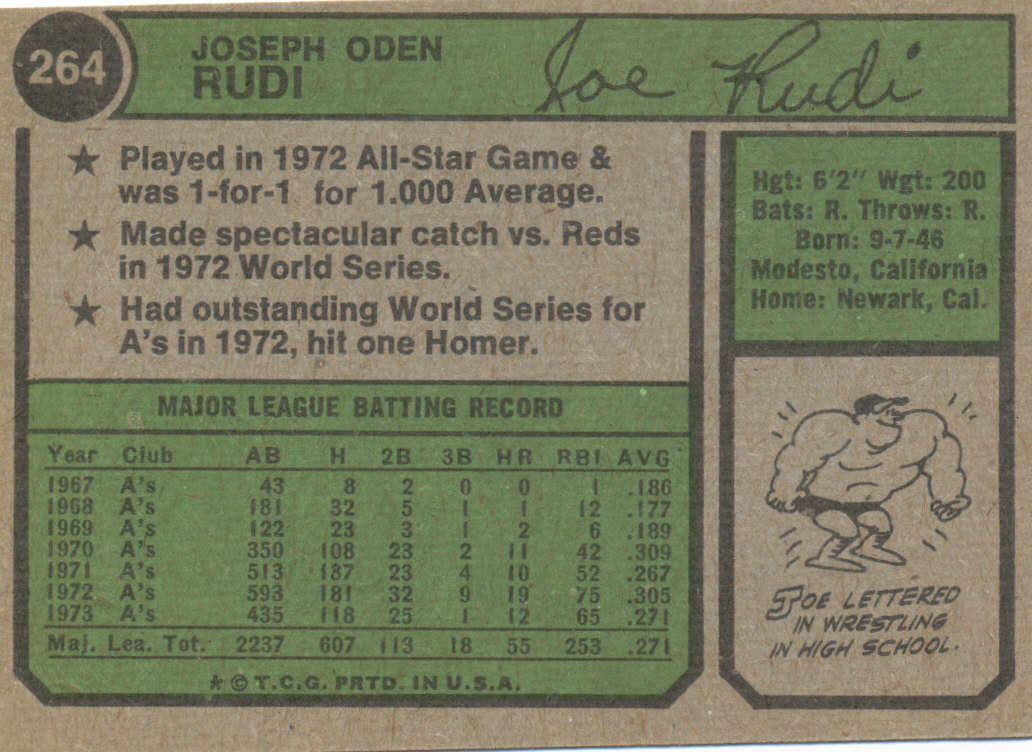 264
JOSEPH ODEN
RUDI
Joe Rudi
★ Played in 1972 All-Star Game &
was 1-for-1 for 1.000 Average.
★ Made spectacular catch vs. Reds
in 1972 World Series.
★ Had outstanding World Series for
A's in 1972, hit one Homer.
MAJOR LEAGUE BATTING RECORD
Year Club AB H 2B 3B HR RBI AVG
1967 A's 43 8 2 0 0 1 .186
1968 A's 181 32 5 1 1 12 .177
1969 A's 122 23 3 1 2 6 .189
1970 A's 350 108 23 2 11 42 .309
1971 A's 513 137 23 4 10 52 .267
1972 A's 593 181 32 9 19 75 .305
1973 A's 435 118 25 1 12 65 .271
Maj. Lea. Tot. 2237 607 113 18 55 253 .271
★ © T.C.G. PRTD. IN U.S.A.
Hgt: 6'2" Wgt: 200
Bats: R. Throws: R.
Born: 9-7-46
Modesto, California
Home: Newark, Cal.
JOE LETTERED
IN WRESTLING
IN HIGH SCHOOL.